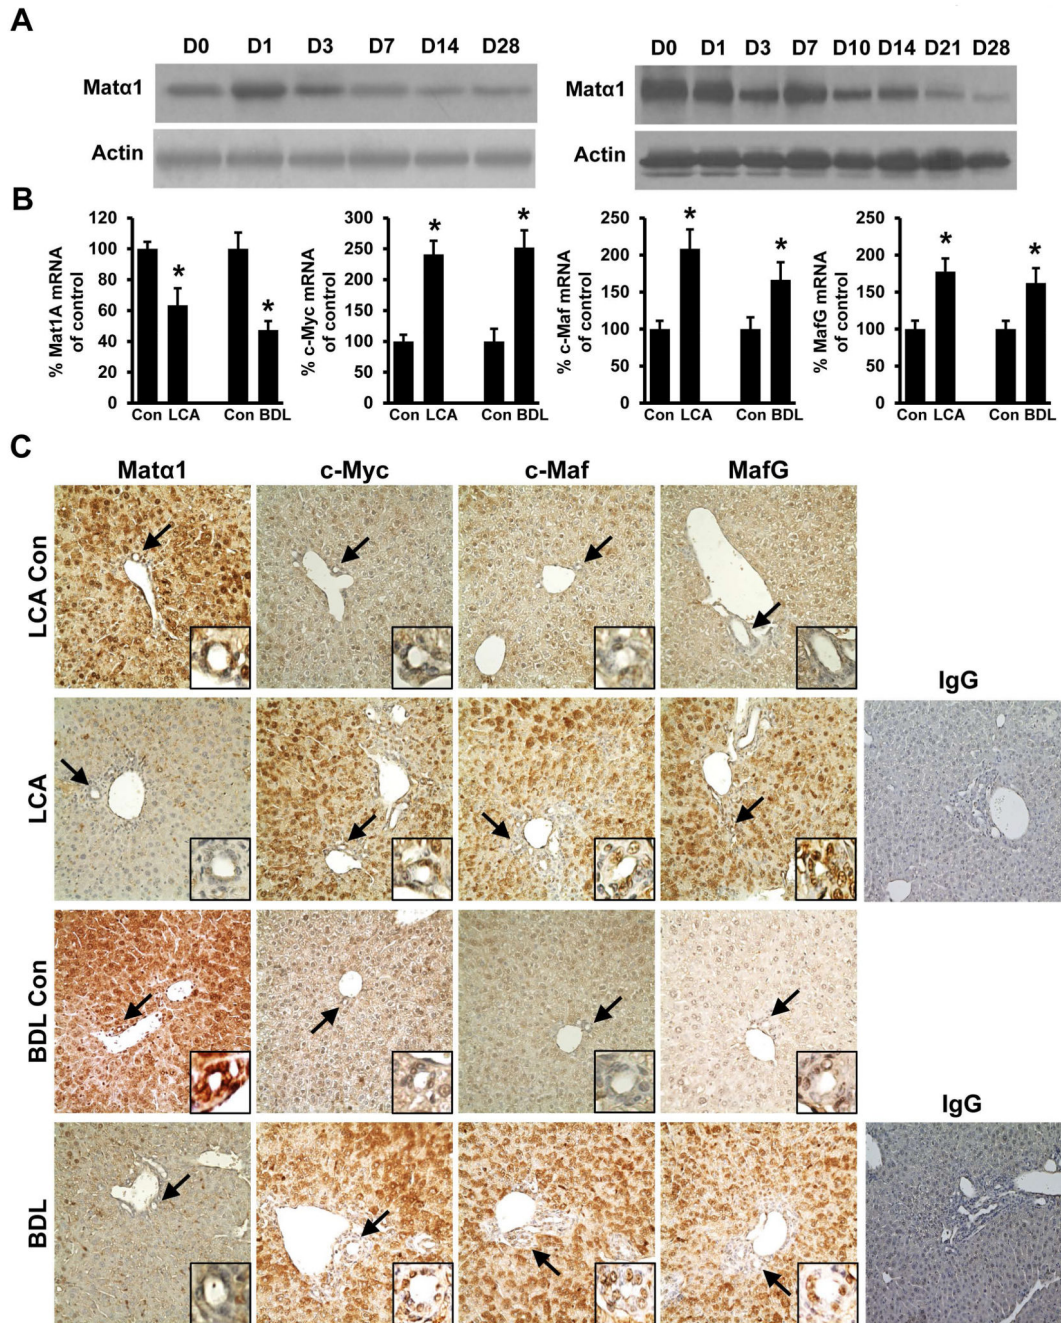 A
D0 D1 D3 D7 D14 D28
D0 D1 D3 D7 D10 D14 D21 D28
Matα1
Matα1
Actin
Actin
B
% Mat1A mRNA
of control
120
100
80
60
40
20
0
*
*
Con LCA Con BDL
% c-Myc mRNA
of control
300
250
200
150
100
50
0
*
*
Con LCA Con BDL
% c-Maf mRNA
of control
250
200
150
100
50
0
*
*
Con LCA Con BDL
% MafG mRNA
of control
250
200
150
100
50
0
*
*
Con LCA Con BDL
C
Matα1 c-Myc c-Maf MafG
LCA Con
IgG
LCA
BDL Con
IgG
BDL